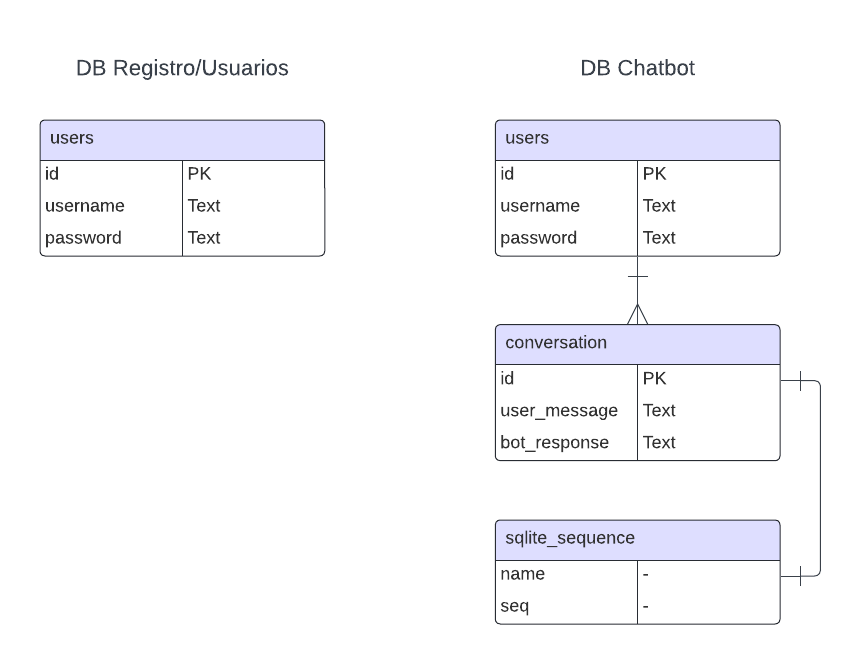 DB Registro/Usuarios
users
id PK
username Text
password Text
DB Chatbot
users
id PK
username Text
password Text
conversation
id PK
user_message Text
bot_response Text
sqlite_sequence
name -
seq -